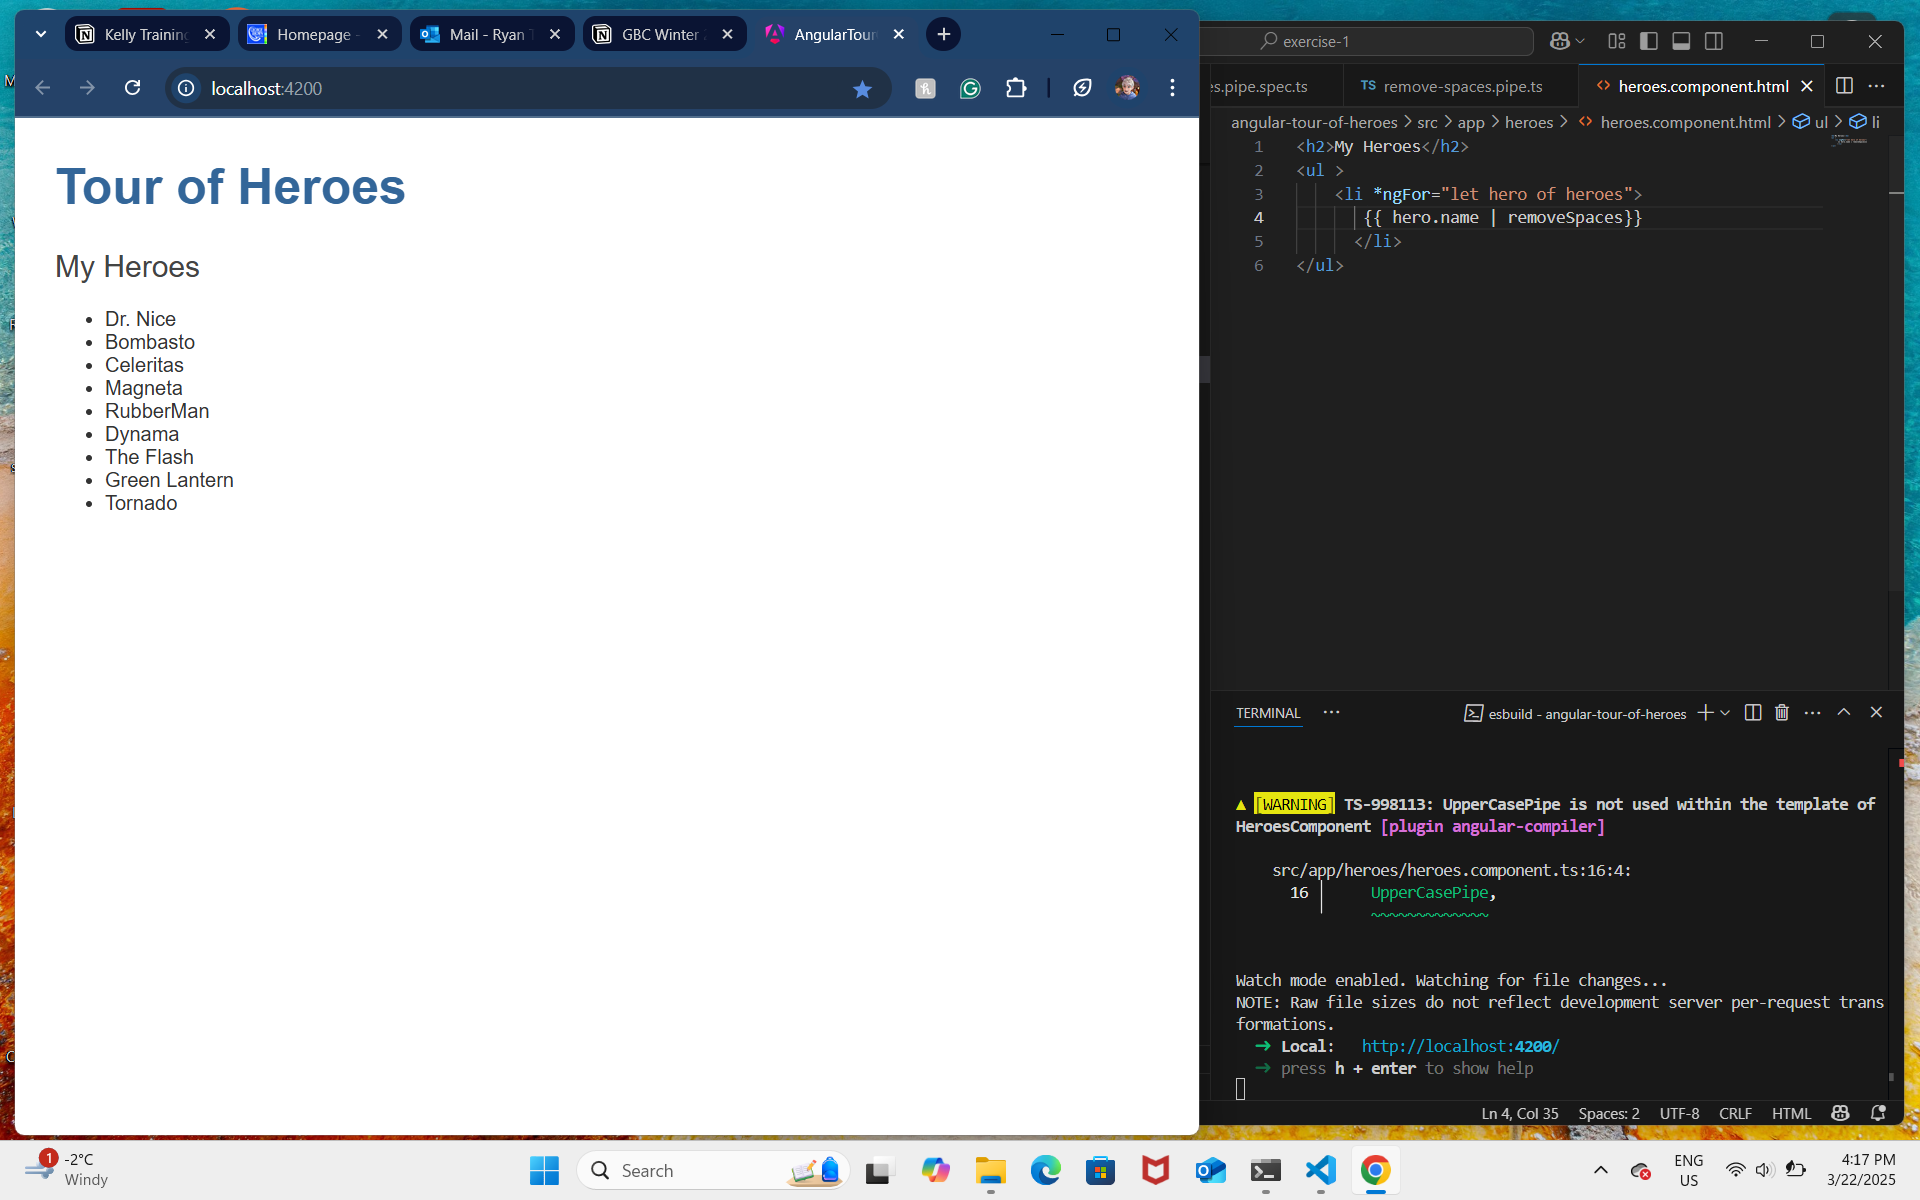 Kelly Training
Homepage -
Mail - Ryan T
GBC Winter 2
AngularTour
localhost:4200
Tour of Heroes
My Heroes
• Dr. Nice
• Bombasto
• Celeritas
• Magneta
• RubberMan
• Dynama
• The Flash
• Green Lantern
• Tornado
exercise-1
es.pipe.spec.ts
TS remove-spaces.pipe.ts
<> heroes.component.html
angular-tour-of-heroes > src > app > heroes > <> heroes.component.html > ul > li
1 <h2>My Heroes</h2>
2 <ul >
3 <li *ngFor="let hero of heroes">
4 {{ hero.name | removeSpaces}}
5 </li>
6 </ul>
TERMINAL ···
esbuild - angular-tour-of-heroes
▲ [WARNING] TS-998113: UpperCasePipe is not used within the template of
HeroesComponent [plugin angular-compiler]
src/app/heroes/heroes.component.ts:16:4:
16 │ UpperCasePipe,
~~~~~~~~~~~~~
Watch mode enabled. Watching for file changes...
NOTE: Raw file sizes do not reflect development server per-request trans
formations.
➜ Local: http://localhost:4200/
➜ press h + enter to show help
Ln 4, Col 35
Spaces: 2
UTF-8
CRLF
HTML
1
-2°C
Windy
Search
ENG
US
4:17 PM
3/22/2025